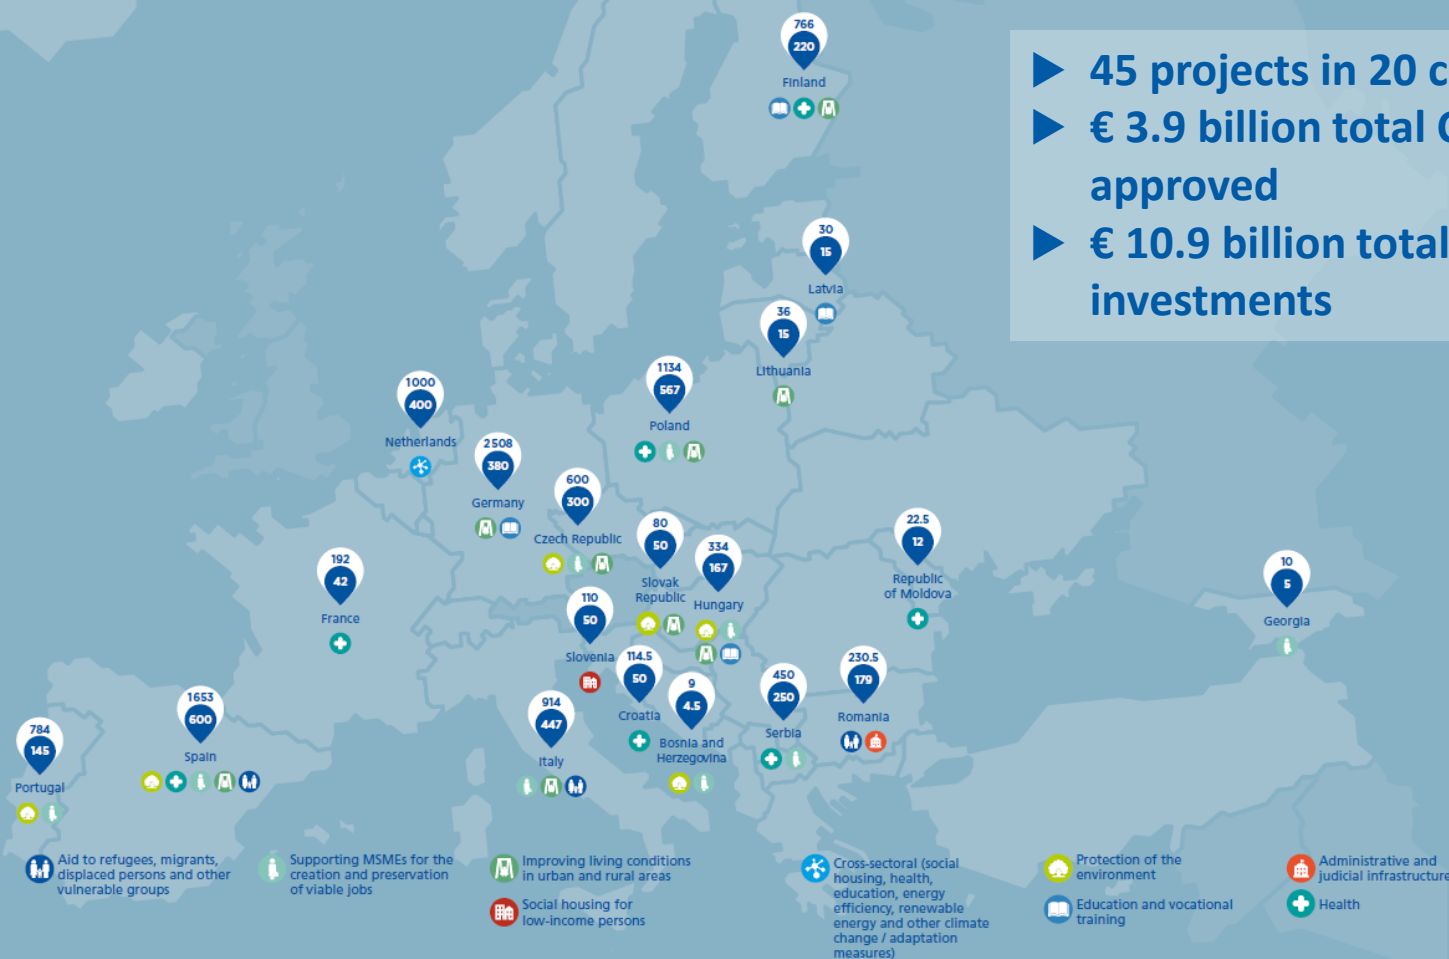 766
220
Finland
45 projects in 20 c
€ 3.9 billion total
approved
€ 10.9 billion total
investments
30
15
Latvia
36
15
Lithuania
1134
567
Poland
1000
400
Netherlands
2508
380
Germany
600
300
Czech Republic
80
50
Slovak
Republic
334
167
Hungary
22.5
12
Republic
of Moldova
10
5
Georgia
192
42
France
110
50
Slovenia
114.5
50
Croatia
9
4.5
Bosnia and
Herzegovina
450
250
Serbia
230.5
179
Romania
914
447
Italy
1653
600
Spain
784
145
Portugal
Aid to refugees, migrants,
displaced persons and other
vulnerable groups
Supporting MSMEs for the
creation and preservation
of viable jobs
Improving living conditions
in urban and rural areas
Social housing for
low-income persons
Cross-sectoral (social
housing, health,
education, energy
efficiency, renewable
energy and other climate
change / adaptation
measures)
Protection of the
environment
Education and vocational
training
Administrative and
judicial infrastructure
Health